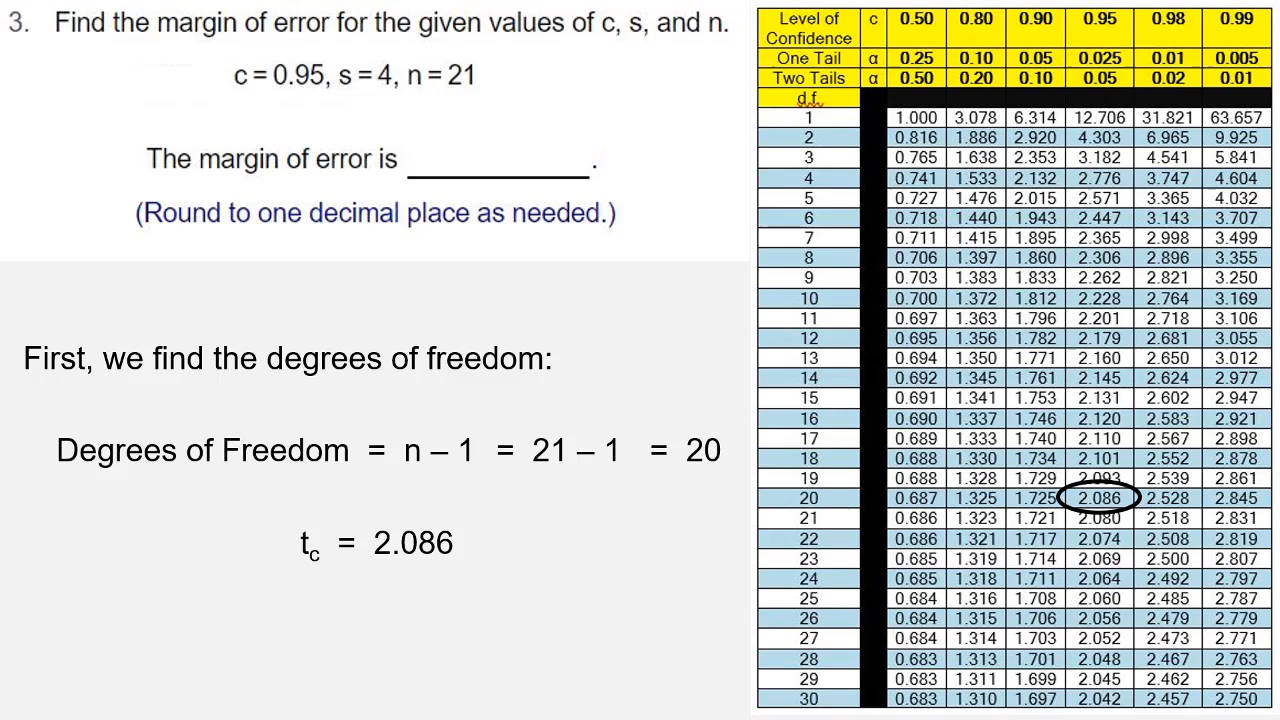 3. Find the margin of error for the given values of c, s, and n.
c = 0.95, s = 4, n = 21
The margin of error is __________.
(Round to one decimal place as needed.)
First, we find the degrees of freedom:
Degrees of Freedom = n – 1 = 21 – 1 = 20
tc = 2.086
Level of Confidence c 0.50 0.80 0.90 0.95 0.98 0.99
One Tail α 0.25 0.10 0.05 0.025 0.01 0.005
Two Tails α 0.50 0.20 0.10 0.05 0.02 0.01
d.f.
1 1.000 3.078 6.314 12.706 31.821 63.657
2 0.816 1.886 2.920 4.303 6.965 9.925
3 0.765 1.638 2.353 3.182 4.541 5.841
4 0.741 1.533 2.132 2.776 3.747 4.604
5 0.727 1.476 2.015 2.571 3.365 4.032
6 0.718 1.440 1.943 2.447 3.143 3.707
7 0.711 1.415 1.895 2.365 2.998 3.499
8 0.706 1.397 1.860 2.306 2.896 3.355
9 0.703 1.383 1.833 2.262 2.821 3.250
10 0.700 1.372 1.812 2.228 2.764 3.169
11 0.697 1.363 1.796 2.201 2.718 3.106
12 0.695 1.356 1.782 2.179 2.681 3.055
13 0.694 1.350 1.771 2.160 2.650 3.012
14 0.692 1.345 1.761 2.145 2.624 2.977
15 0.691 1.341 1.753 2.131 2.602 2.947
16 0.690 1.337 1.746 2.120 2.583 2.921
17 0.689 1.333 1.740 2.110 2.567 2.898
18 0.688 1.330 1.734 2.101 2.552 2.878
19 0.688 1.328 1.729 2.093 2.539 2.861
20 0.687 1.325 1.725 2.086 2.528 2.845
21 0.686 1.323 1.721 2.080 2.518 2.831
22 0.686 1.321 1.717 2.074 2.508 2.819
23 0.685 1.319 1.714 2.069 2.500 2.807
24 0.685 1.318 1.711 2.064 2.492 2.797
25 0.684 1.316 1.708 2.060 2.485 2.787
26 0.684 1.315 1.706 2.056 2.479 2.779
27 0.684 1.314 1.703 2.052 2.473 2.771
28 0.683 1.313 1.701 2.048 2.467 2.763
29 0.683 1.311 1.699 2.045 2.462 2.756
30 0.683 1.310 1.697 2.042 2.457 2.750